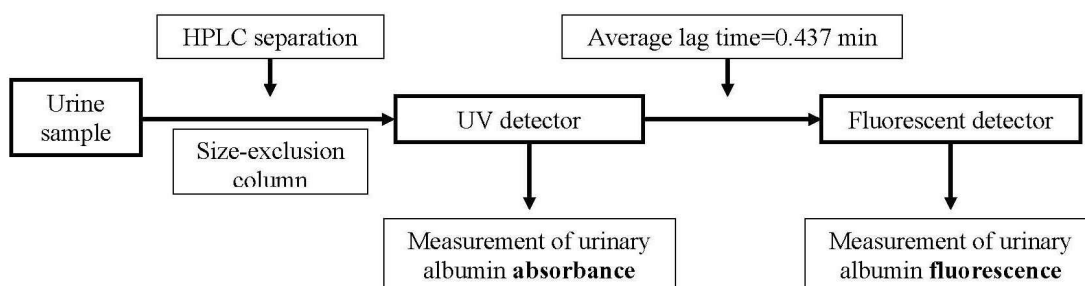 HPLC separation
Average lag time=0.437 min
Urine
sample
UV detector
Fluorescent detector
Size-exclusion
column
Measurement of urinary
albumin absorbance
Measurement of urinary
albumin fluorescence